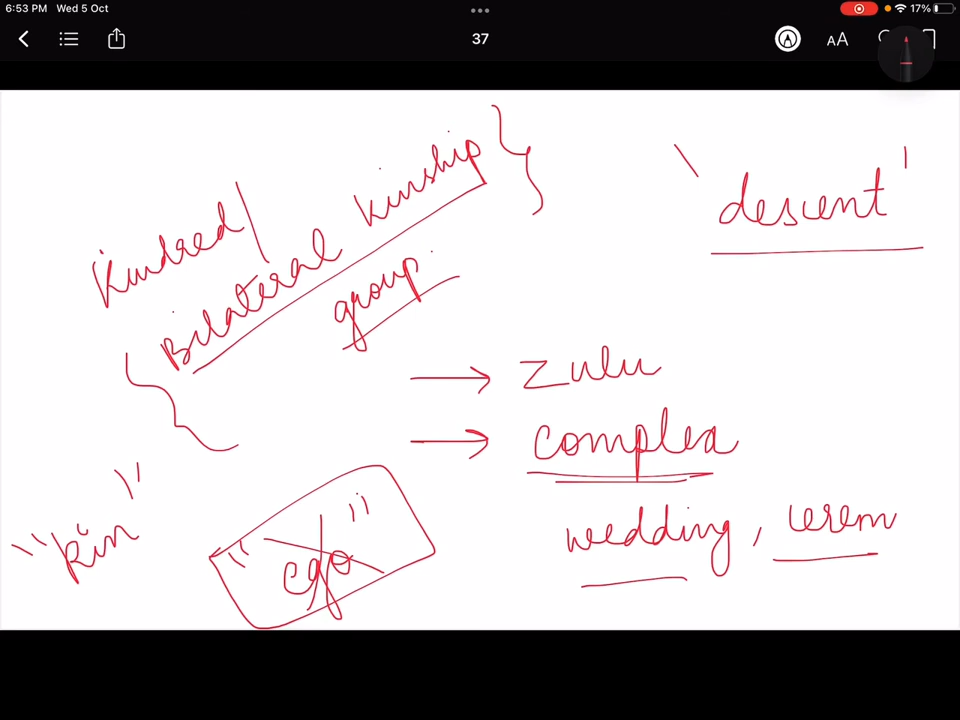 6:53 PM Wed 5 Oct
17%
37
AA
Kindred/
Bilateral kinship
group.
'descent'
→ Zulu
→ complex
wedding, cerem
"kin"
"ego"